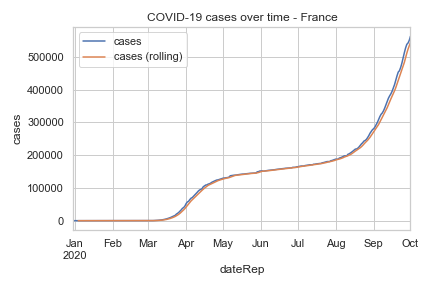 COVID-19 cases over time - France
cases
cases (rolling)
500000
400000
300000
200000
100000
0
cases
Jan Feb Mar Apr May Jun Jul Aug Sep Oct
2020
dateRep